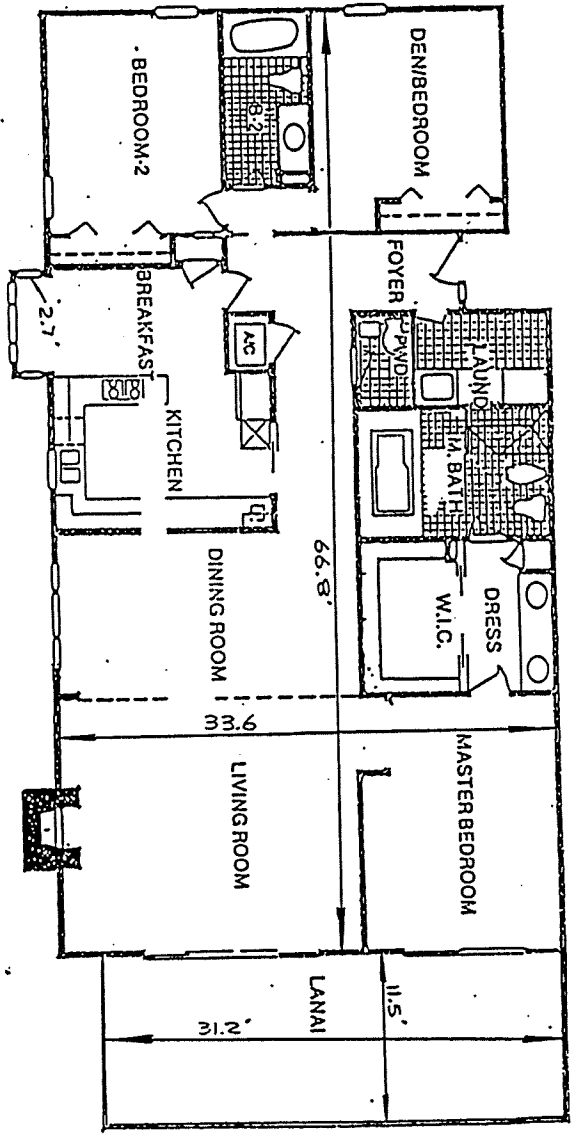 DEN/BEDROOM
B·2
BEDROOM·2
FOYER
LAUND
PWD
A/C
BREAKFAST
2.7'
KITCHEN
M. BATH
66.8'
DRESS
W.I.C.
DINING ROOM
33.6
MASTER BEDROOM
LIVING ROOM
11.5'
LANAI
31.2'